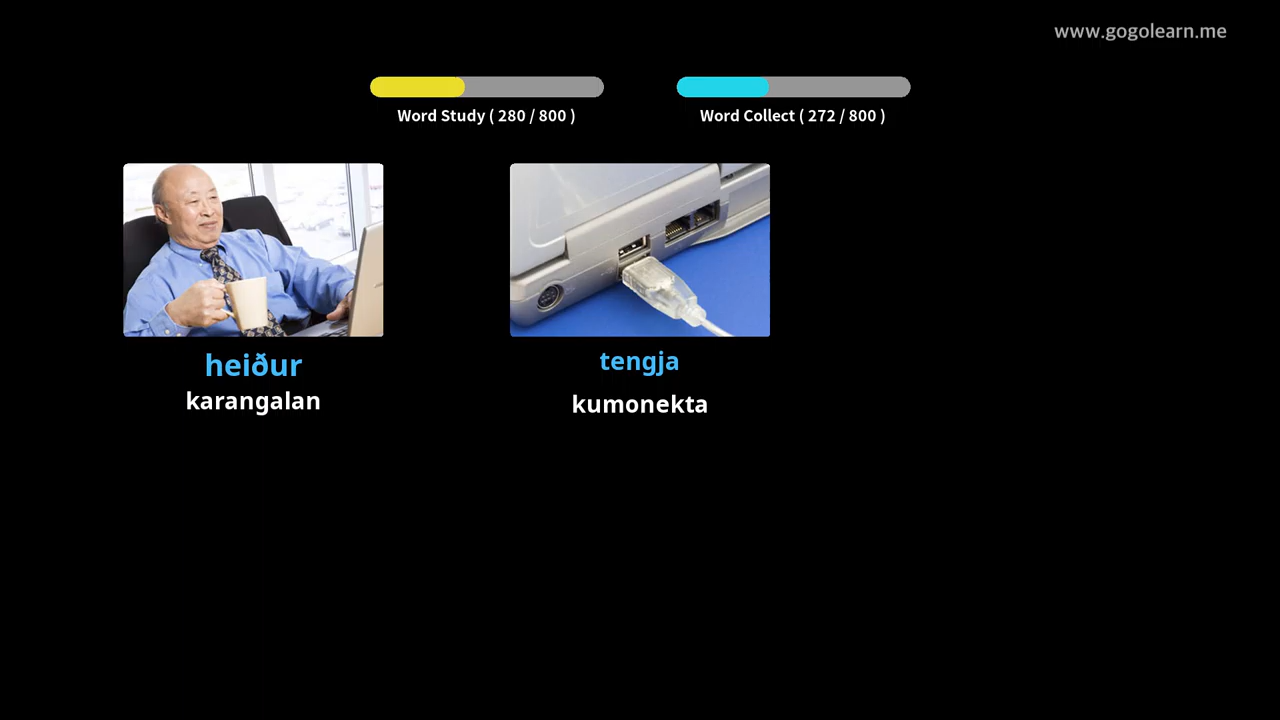 www.gogolearn.me
Word Study ( 280 / 800 )
Word Collect ( 272 / 800 )
heiður
karangalan
tengja
kumonekta